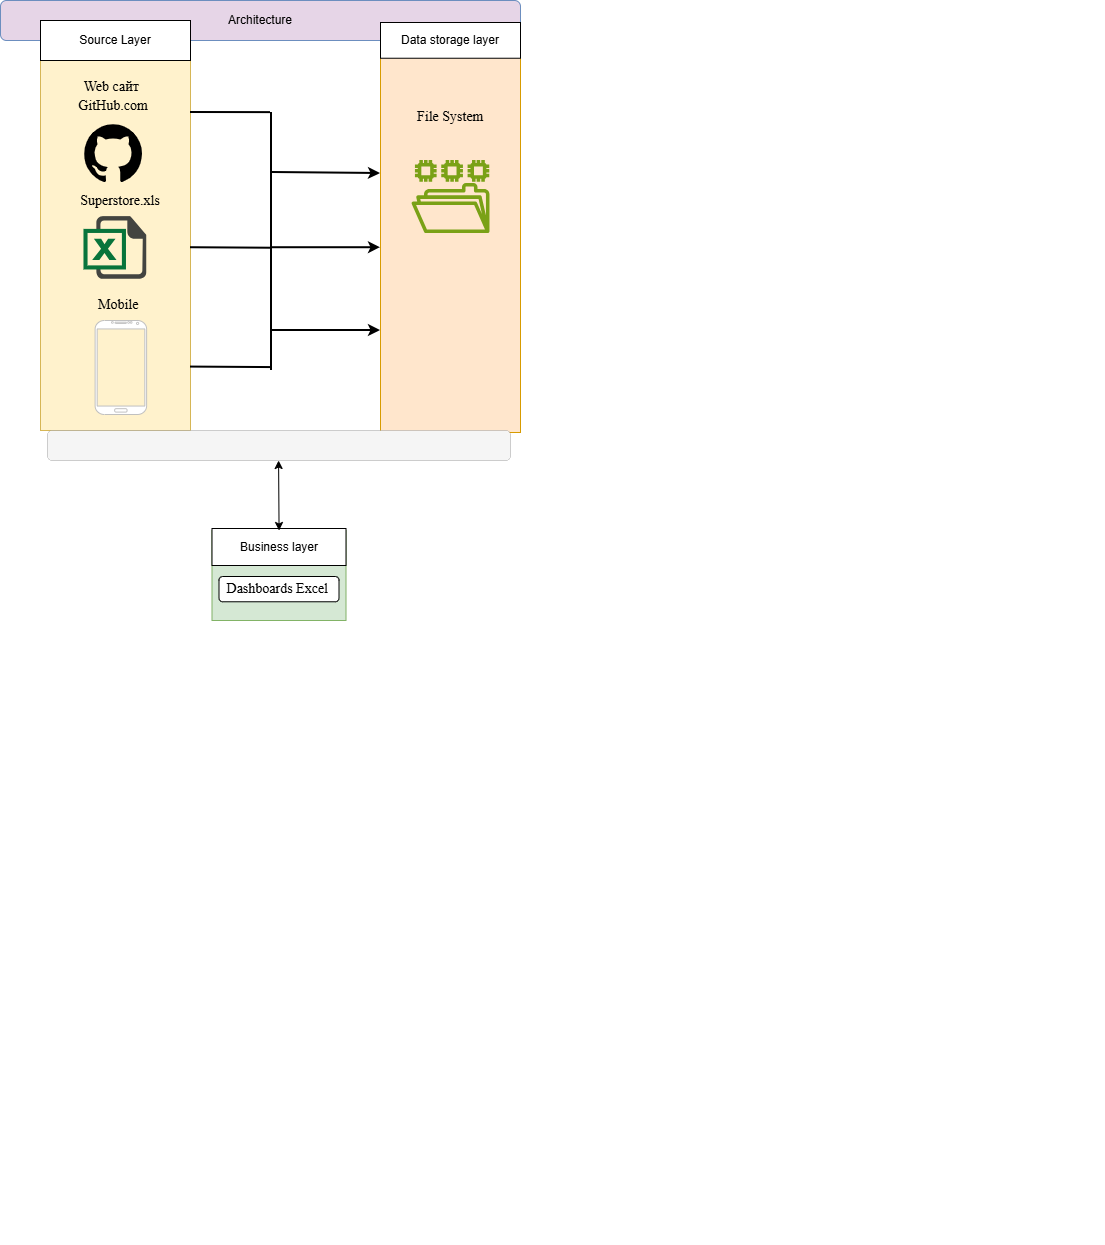 Architecture
Source Layer
Data storage layer
Web сайт
GitHub.com
Superstore.xls
X
Mobile
File System
Business layer
Dashboards Excel